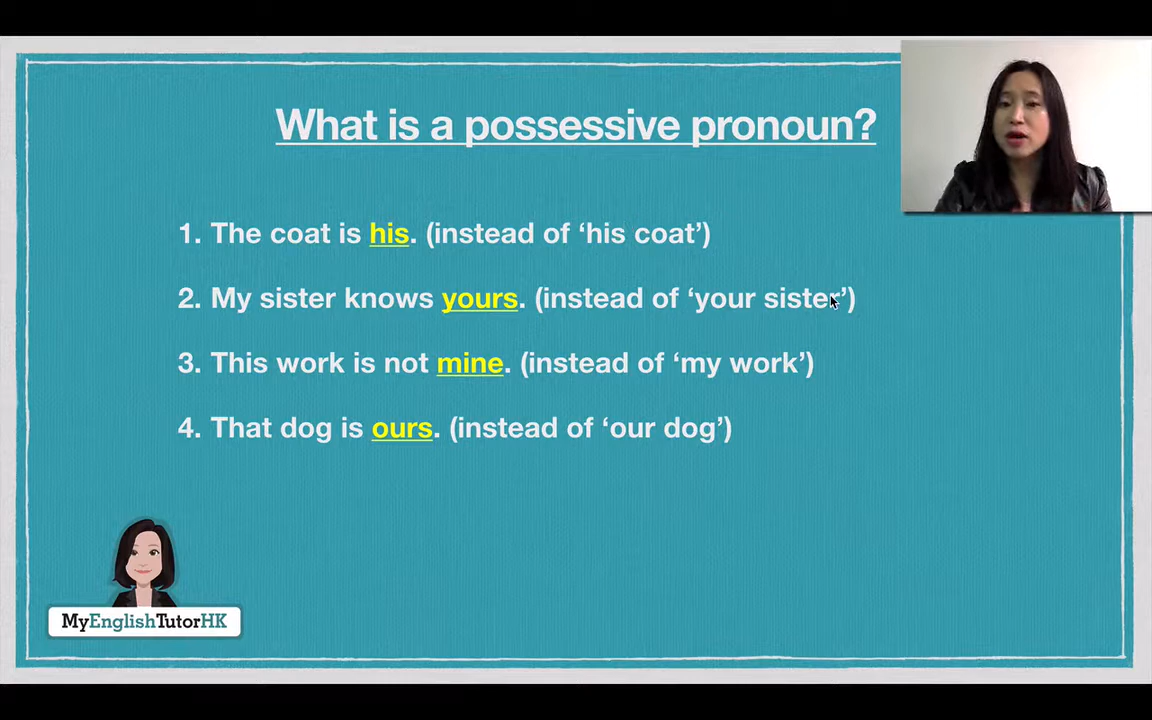 What is a possessive pronoun?
1. The coat is his. (instead of ‘his coat’)
2. My sister knows yours. (instead of ‘your sister’)
3. This work is not mine. (instead of ‘my work’)
4. That dog is ours. (instead of ‘our dog’)
MyEnglishTutorHK